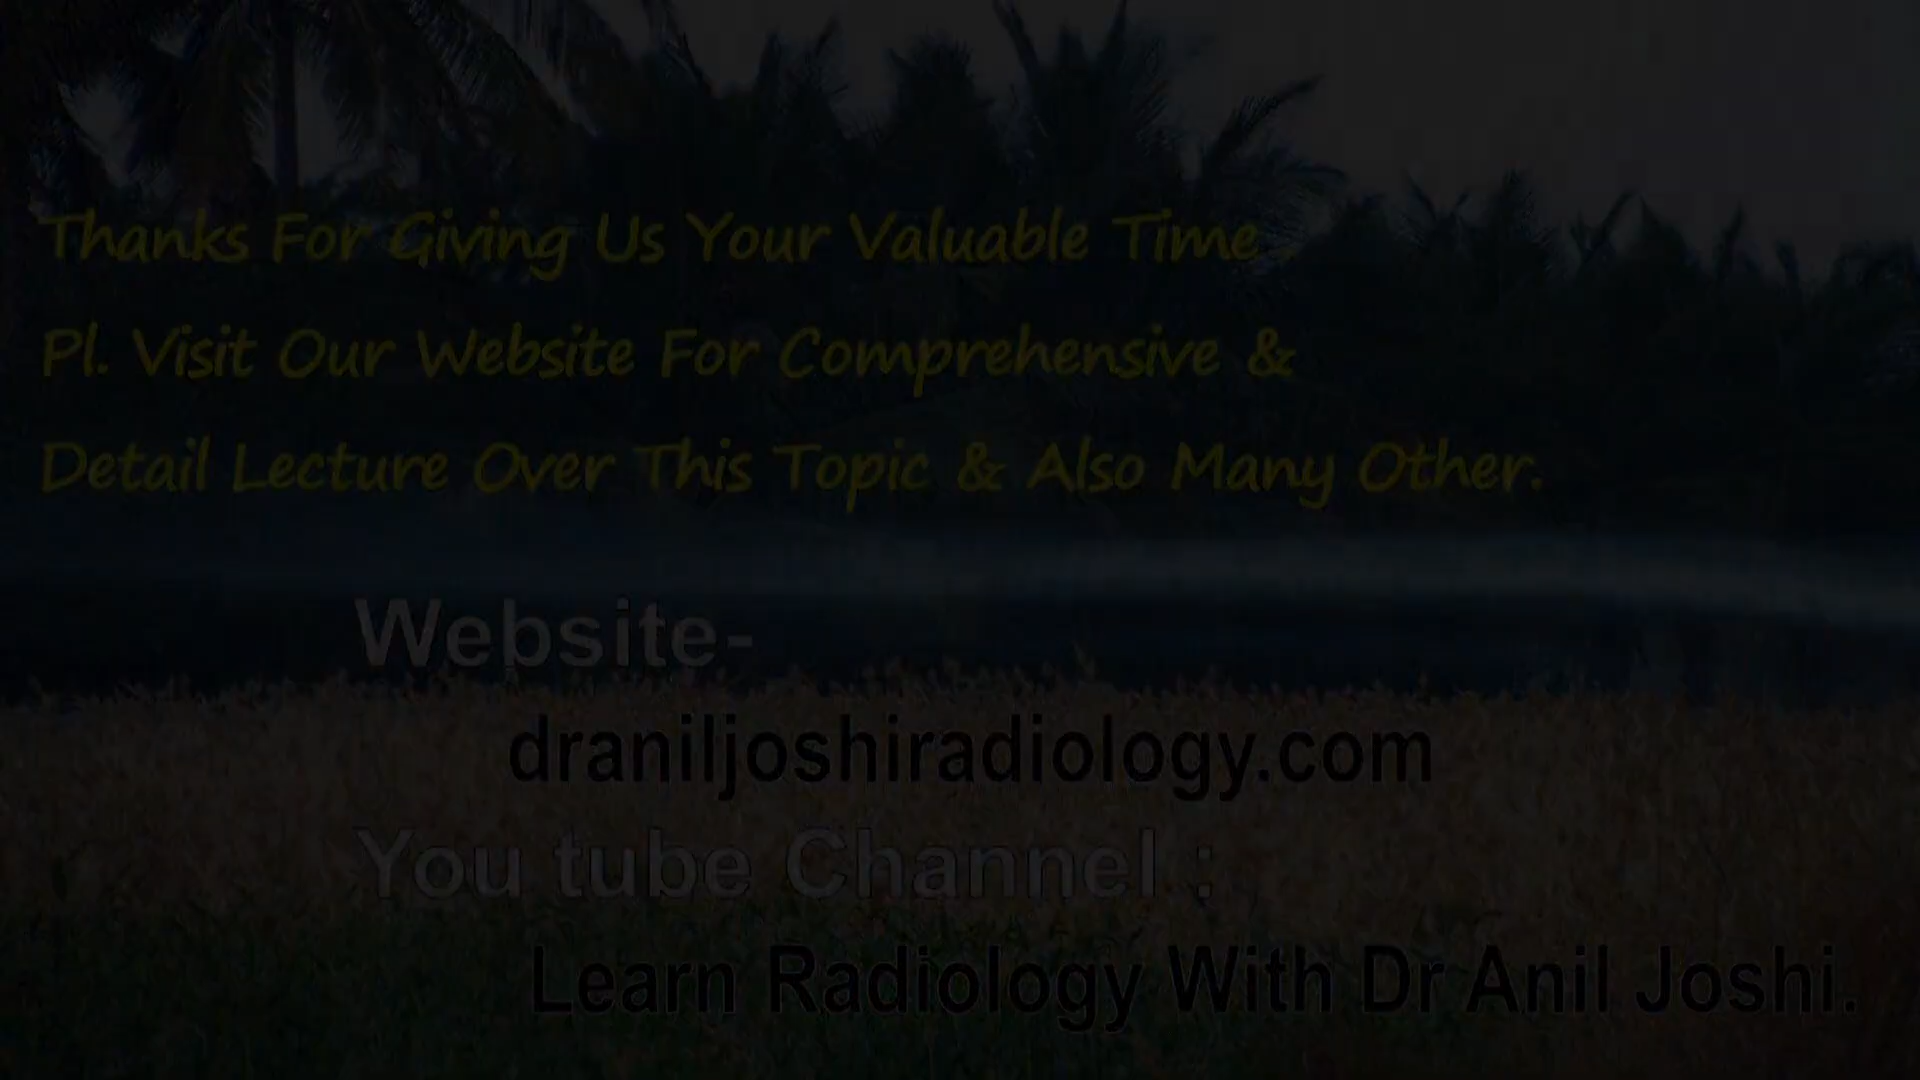 Thanks For Giving Us Your Valuable Time
Pl. Visit Our Website For Comprehensive &
Detail Lecture Over This Topic & Also Many Other.
Website-
draniljoshiradiology.com
You tube Channel :
Learn Radiology With Dr Anil Joshi.